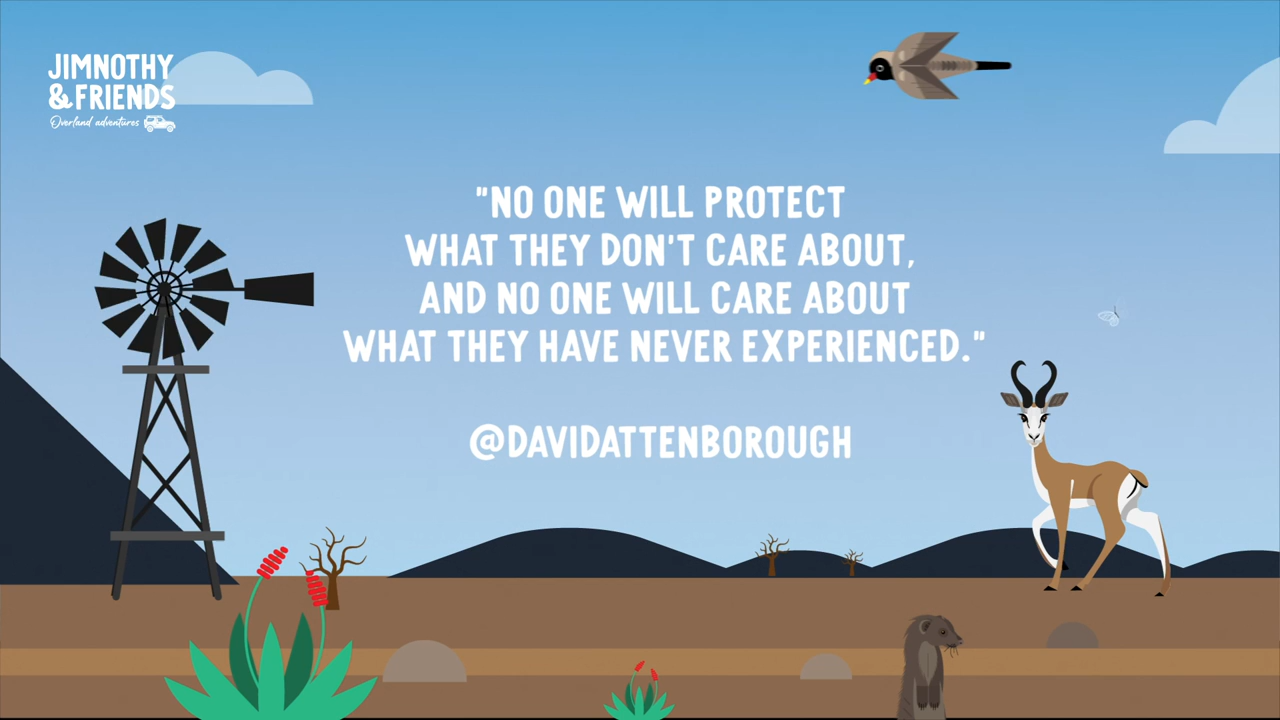 JIMNOTHY
&FRIENDS
Overland adventures
"NO ONE WILL PROTECT
WHAT THEY DON'T CARE ABOUT,
AND NO ONE WILL CARE ABOUT
WHAT THEY HAVE NEVER EXPERIENCED."
@DAVIDATTENBOROUGH